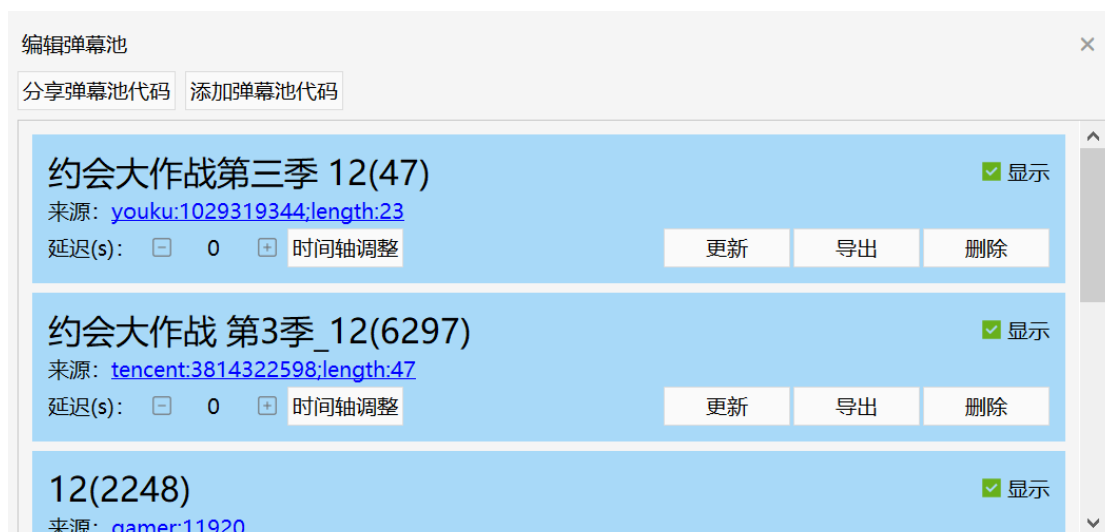 编辑弹幕池
分享弹幕池代码 添加弹幕池代码
约会大作战第三季 12(47) 显示
来源：youku:1029319344;length:23
延迟(s): 0 时间轴调整 更新 导出 删除
约会大作战 第3季_12(6297) 显示
来源：tencent:3814322598;length:47
延迟(s): 0 时间轴调整 更新 导出 删除
12(2248) 显示
来源：gamer:11920